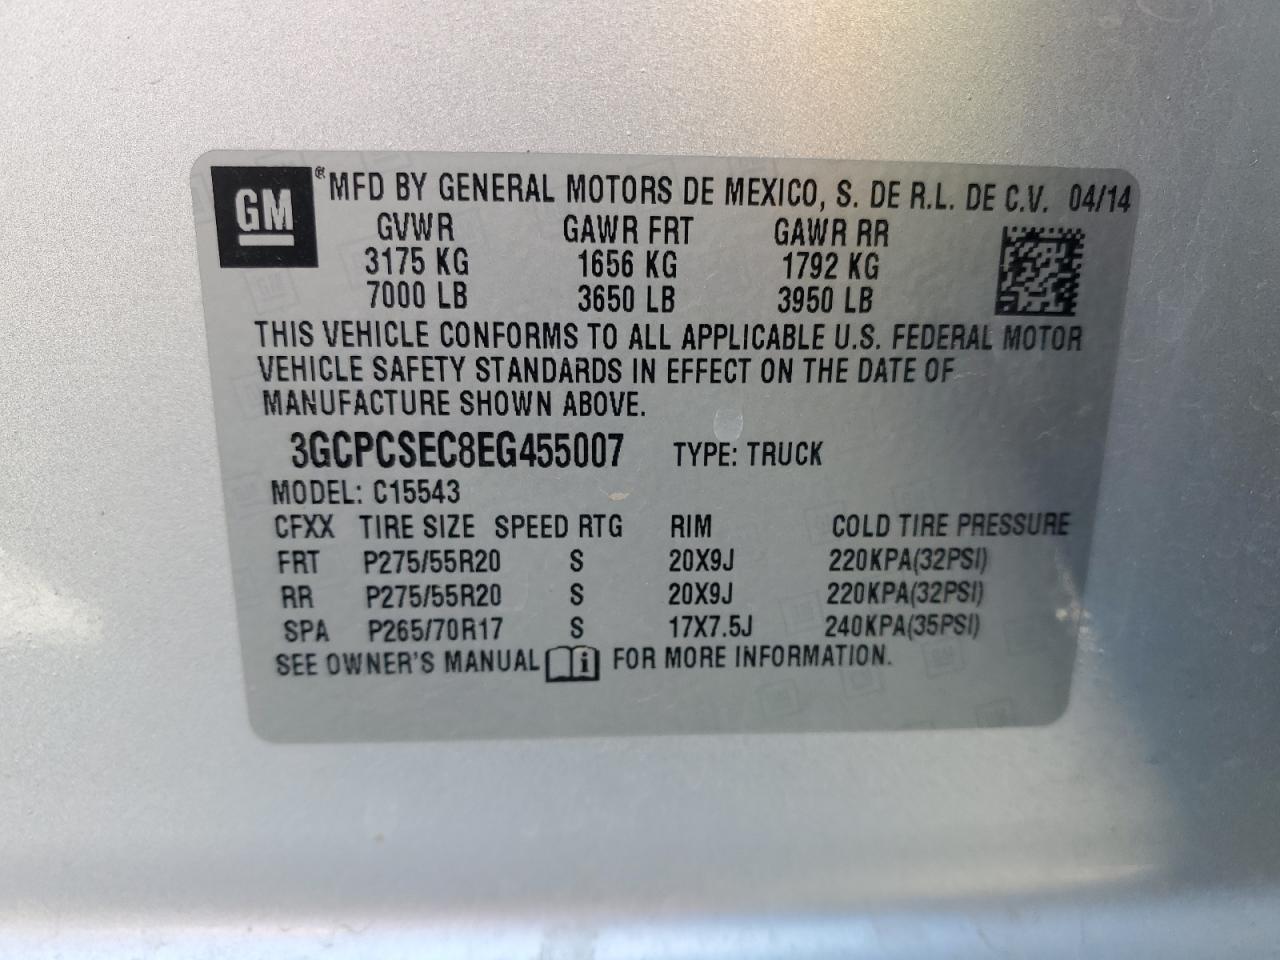 GM ® MFD BY GENERAL MOTORS DE MEXICO, S. DE R.L. DE C.V. 04/14
GVWR GAWR FRT GAWR RR
3175 KG 1656 KG 1792 KG
7000 LB 3650 LB 3950 LB
THIS VEHICLE CONFORMS TO ALL APPLICABLE U.S. FEDERAL MOTOR
VEHICLE SAFETY STANDARDS IN EFFECT ON THE DATE OF
MANUFACTURE SHOWN ABOVE.
3GCPCSEC8EG455007 TYPE: TRUCK
MODEL: C15543
CFXX TIRE SIZE SPEED RTG RIM COLD TIRE PRESSURE
FRT P275/55R20 S 20X9J 220KPA(32PSI)
RR P275/55R20 S 20X9J 220KPA(32PSI)
SPA P265/70R17 S 17X7.5J 240KPA(35PSI)
SEE OWNER'S MANUAL i FOR MORE INFORMATION.